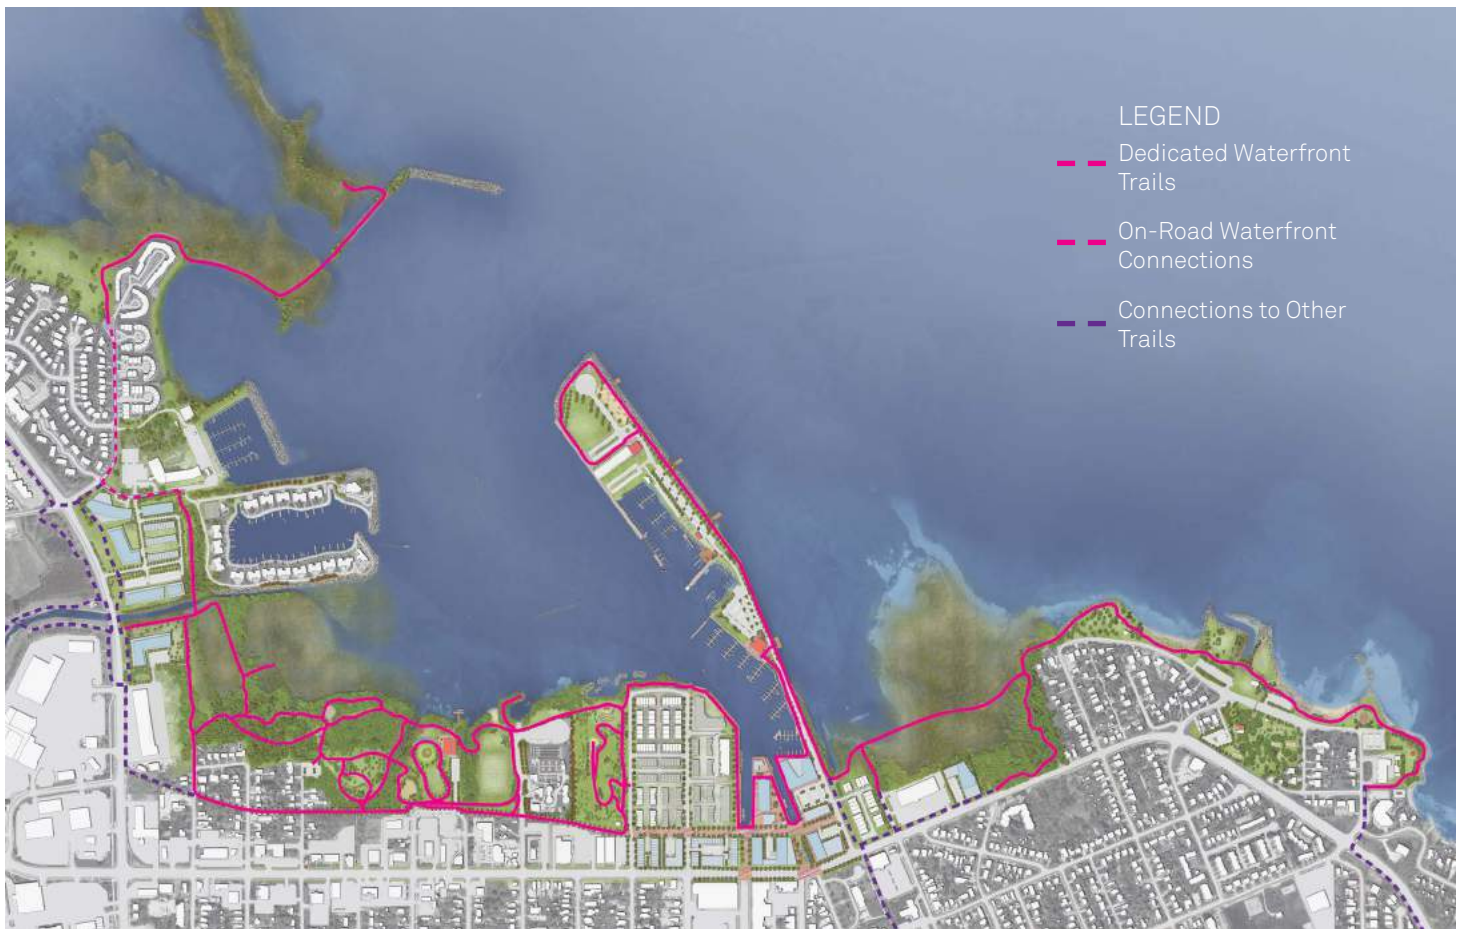 LEGEND
Dedicated Waterfront
Trails
On-Road Waterfront
Connections
Connections to Other
Trails